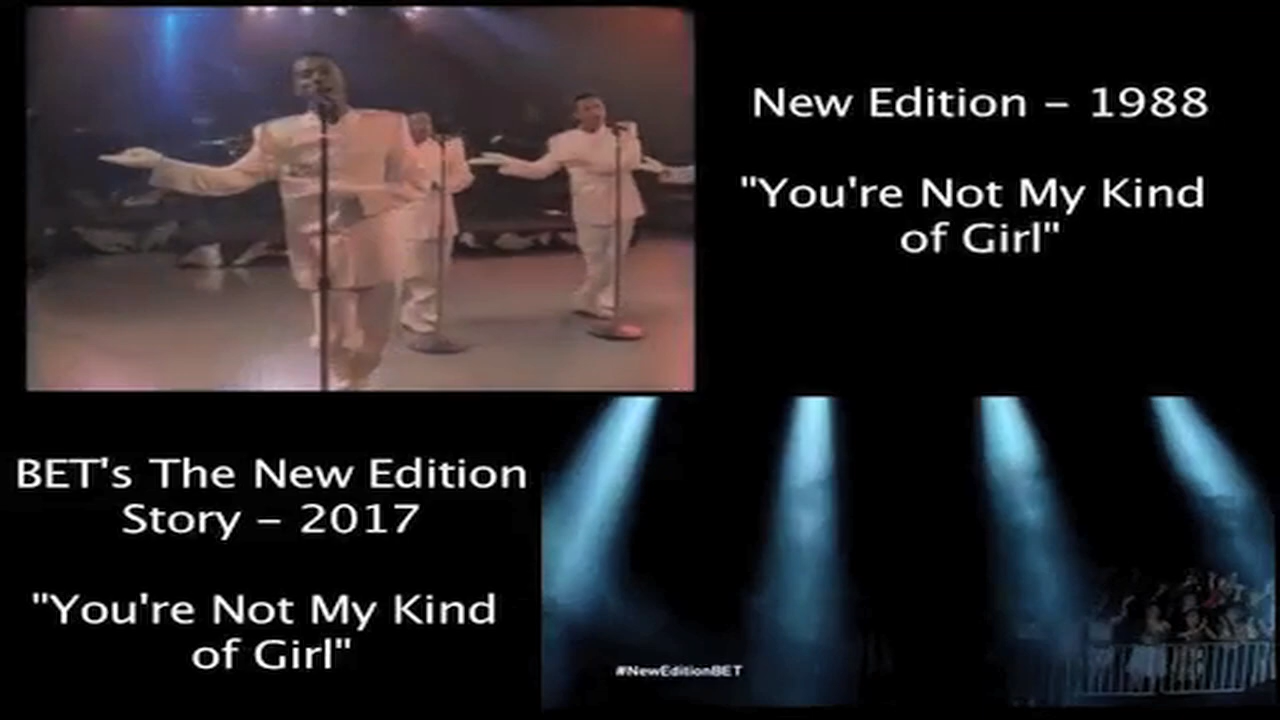 New Edition – 1988
"You're Not My Kind
of Girl"
BET's The New Edition
Story – 2017
"You're Not My Kind
of Girl"
#NewEditionBET